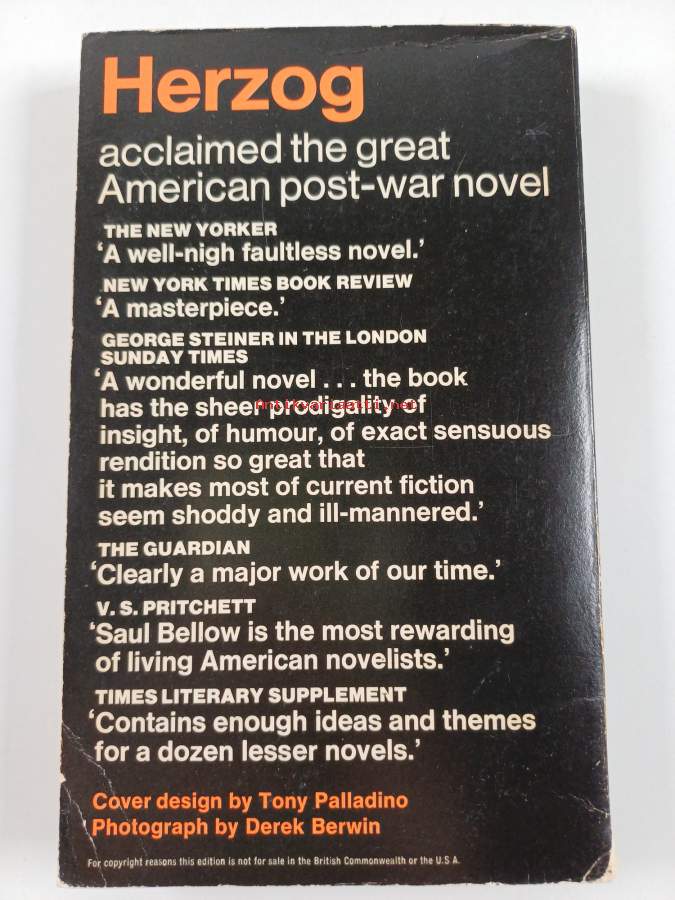 Herzog
acclaimed the great
American post-war novel
THE NEW YORKER
‘A well-nigh faultless novel.’
NEW YORK TIMES BOOK REVIEW
‘A masterpiece.’
GEORGE STEINER IN THE LONDON
SUNDAY TIMES
‘A wonderful novel . . . the book
has the sheer prodigality of
Antikvariaatti.net
insight, of humour, of exact sensuous
rendition so great that
it makes most of current fiction
seem shoddy and ill-mannered.’
THE GUARDIAN
‘Clearly a major work of our time.’
V. S. PRITCHETT
‘Saul Bellow is the most rewarding
of living American novelists.’
TIMES LITERARY SUPPLEMENT
‘Contains enough ideas and themes
for a dozen lesser novels.’
Cover design by Tony Palladino
Photograph by Derek Berwin
For copyright reasons this edition is not for sale in the British Commonwealth or the U.S A.